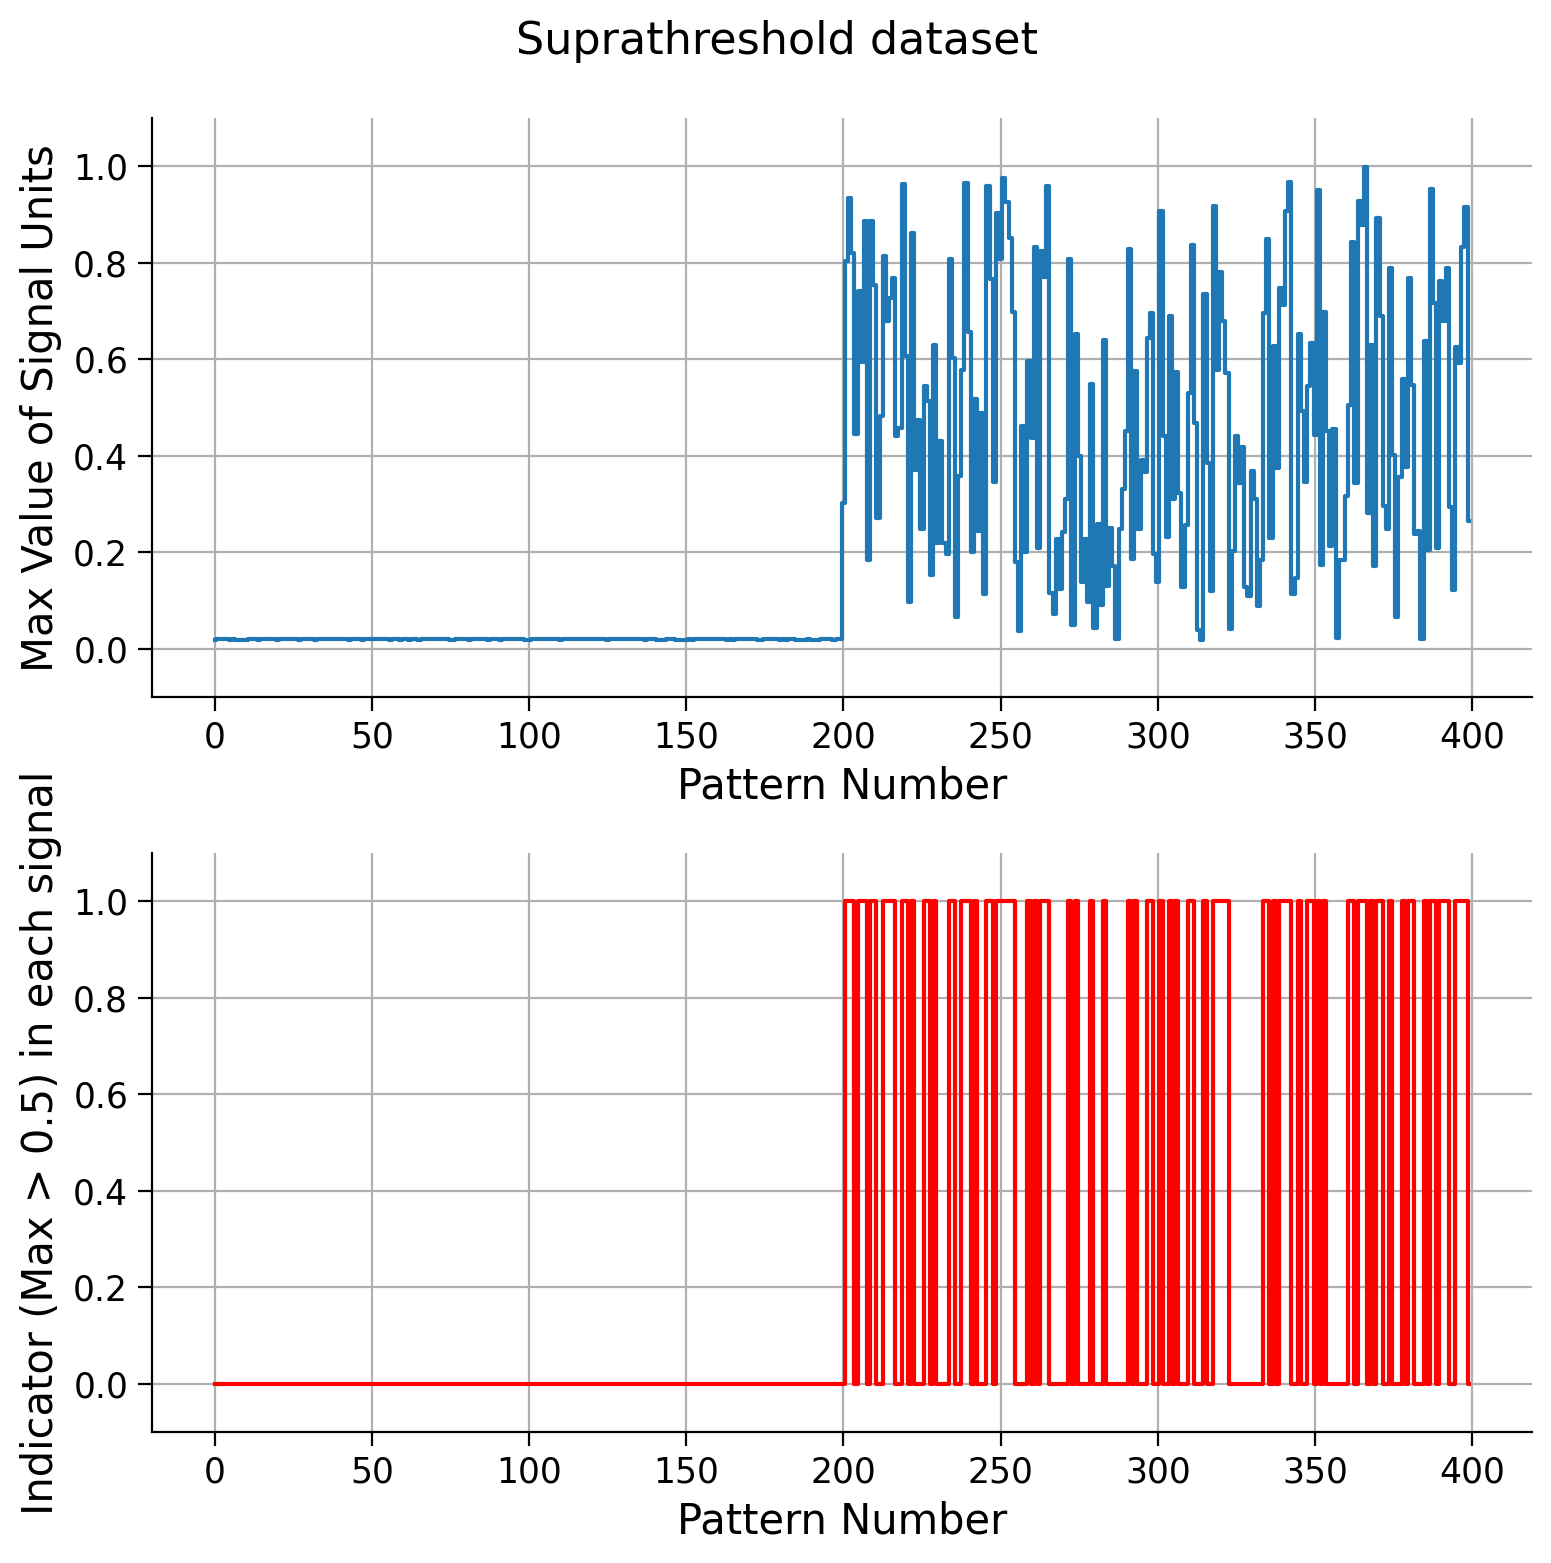 Suprathreshold dataset
Max Value of Signal Units
1.0
0.8
0.6
0.4
0.2
0.0
0 50 100 150 200 250 300 350 400
Pattern Number
Indicator (Max > 0.5) in each signal
1.0
0.8
0.6
0.4
0.2
0.0
0 50 100 150 200 250 300 350 400
Pattern Number